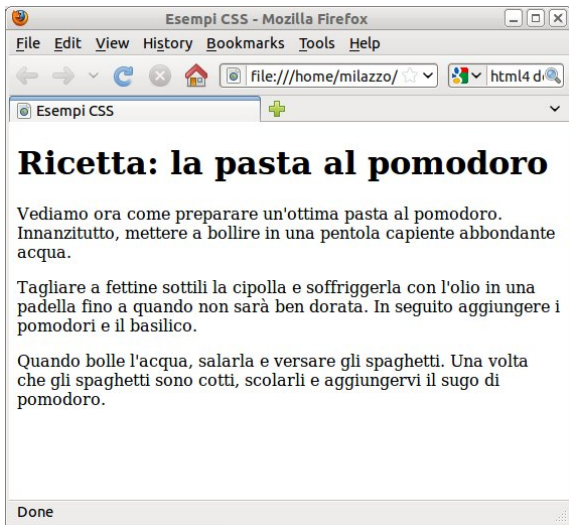 Esempi CSS - Mozilla Firefox
File Edit View History Bookmarks Tools Help
file:///home/milazzo/ html4 d
Esempi CSS
Ricetta: la pasta al pomodoro
Vediamo ora come preparare un'ottima pasta al pomodoro.
Innanzitutto, mettere a bollire in una pentola capiente abbondante
acqua.
Tagliare a fettine sottili la cipolla e soffriggerla con l'olio in una
padella fino a quando non sarà ben dorata. In seguito aggiungere i
pomodori e il basilico.
Quando bolle l'acqua, salarla e versare gli spaghetti. Una volta
che gli spaghetti sono cotti, scolarli e aggiungervi il sugo di
pomodoro.
Done